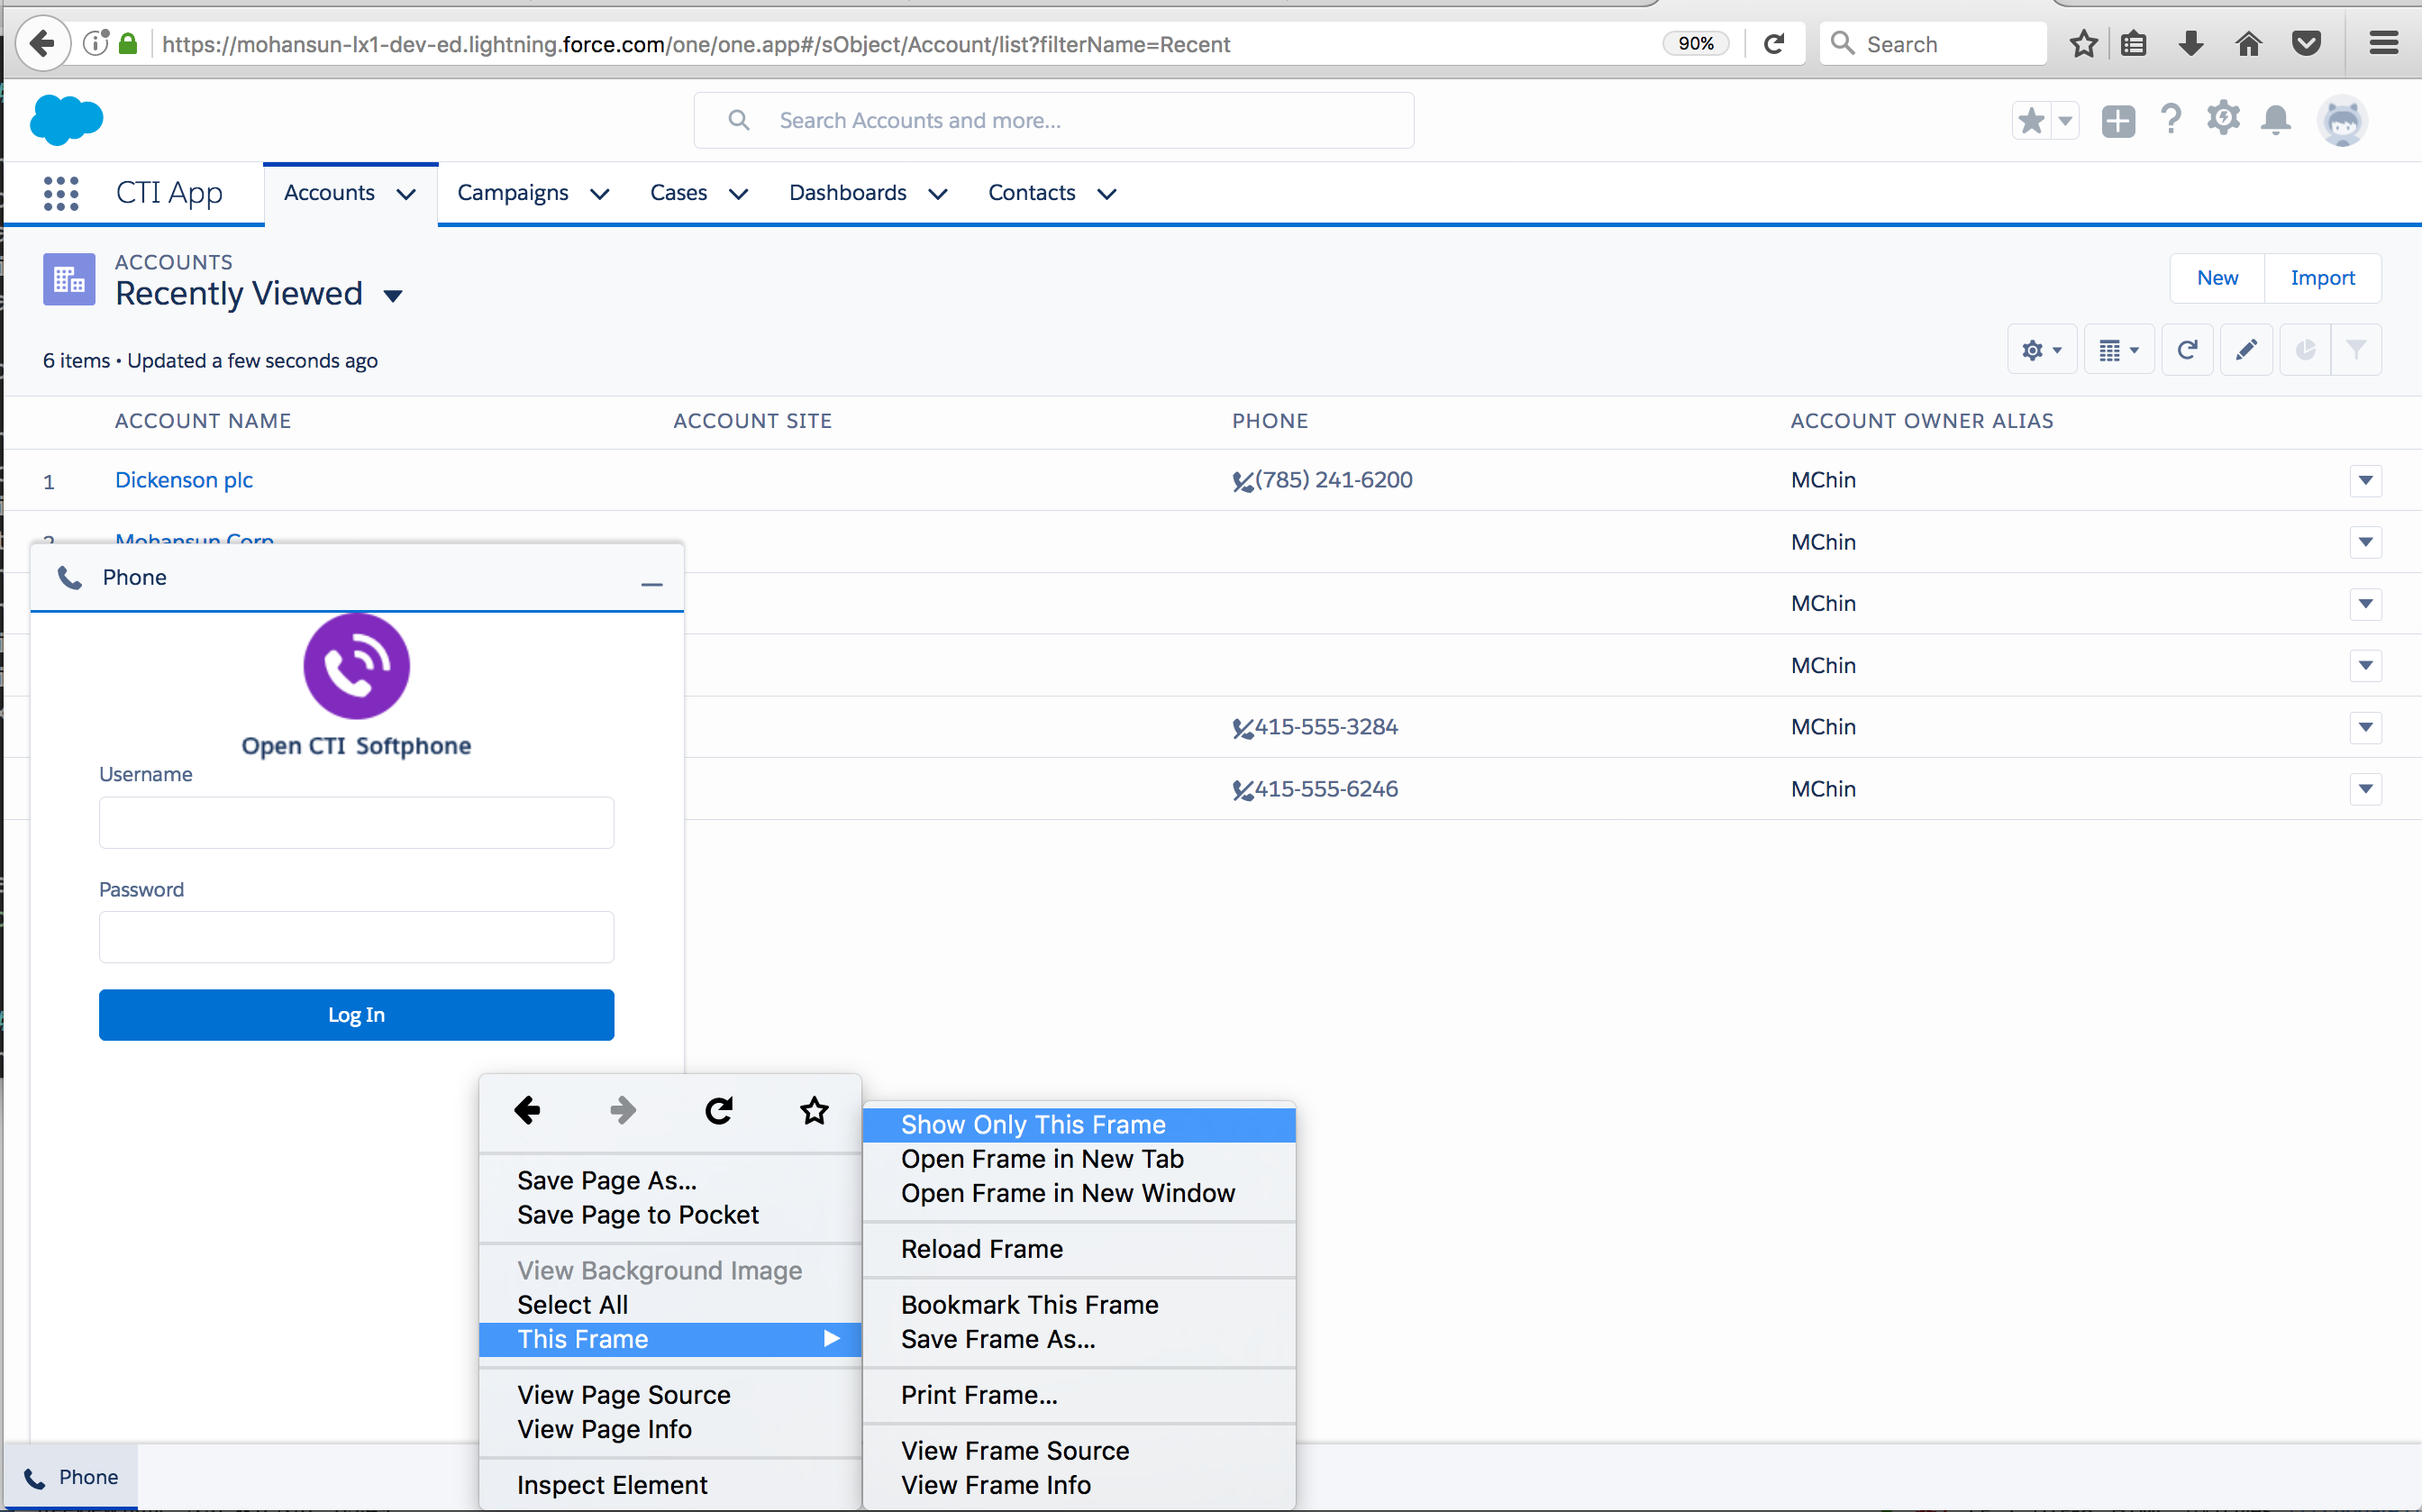 https://mohansun-lx1-dev-ed.lightning.force.com/one/one.app#/sObject/Account/list?filterName=Recent
90%
Search
Search Accounts and more...
CTI App
Accounts
Campaigns
Cases
Dashboards
Contacts
ACCOUNTS
Recently Viewed
New
Import
6 items • Updated a few seconds ago
ACCOUNT NAME
ACCOUNT SITE
PHONE
ACCOUNT OWNER ALIAS
1
Dickenson plc
(785) 241-6200
MChin
2
Mohansun Corp
MChin
MChin
MChin
415-555-3284
MChin
415-555-6246
MChin
Phone
Open CTI Softphone
Username
Password
Log In
Save Page As...
Save Page to Pocket
View Background Image
Select All
This Frame
View Page Source
View Page Info
Inspect Element
Show Only This Frame
Open Frame in New Tab
Open Frame in New Window
Reload Frame
Bookmark This Frame
Save Frame As...
Print Frame...
View Frame Source
View Frame Info
Phone